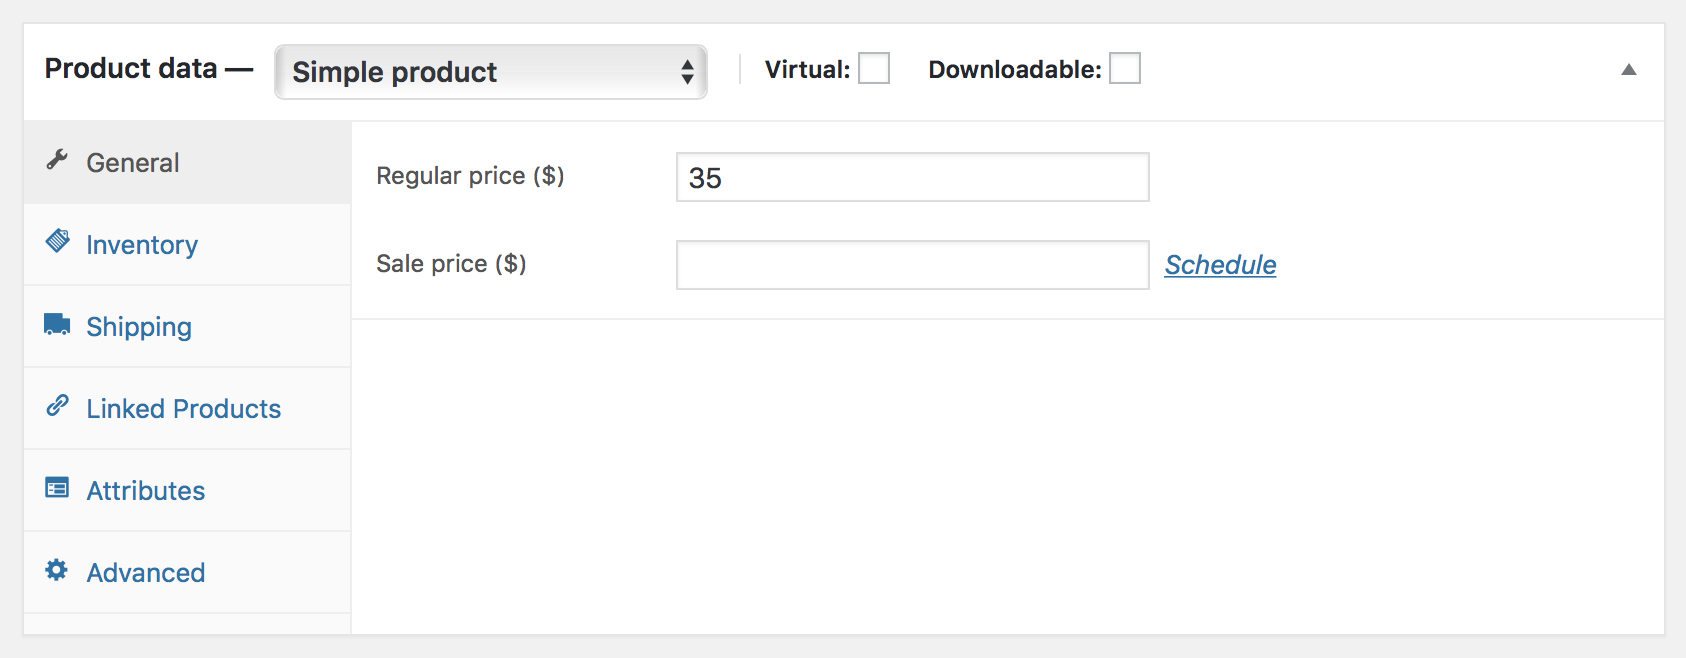 Product data — Simple product Virtual: Downloadable:
General
Regular price ($) 35
Inventory
Sale price ($) Schedule
Shipping
Linked Products
Attributes
Advanced